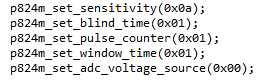 p824m_set_sensitivity(0x0a);
p824m_set_blind_time(0x01);
p824m_set_pulse_counter(0x01);
p824m_set_window_time(0x01);
p824m_set_adc_voltage_source(0x00);